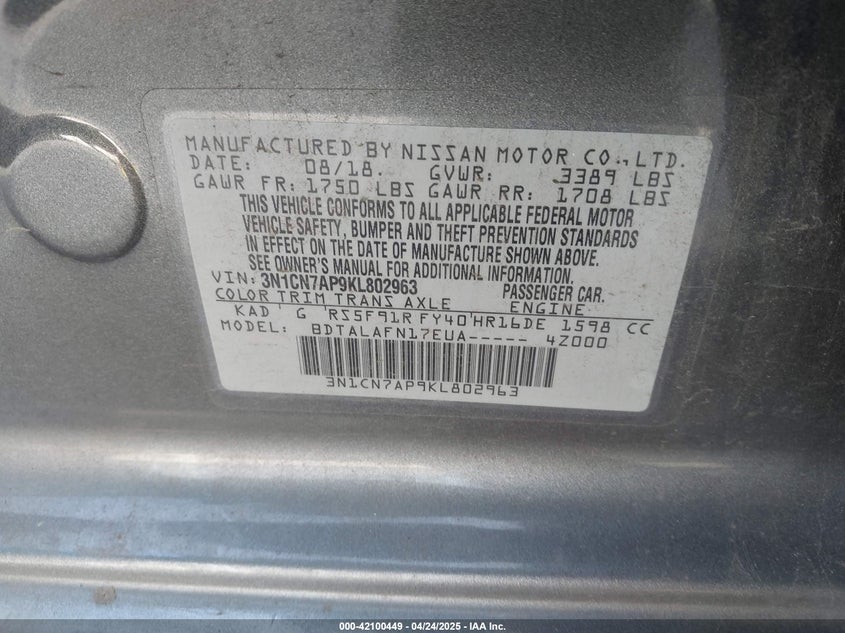 MANUFACTURED BY NISSAN MOTOR CO., LTD.
DATE: 08/18. GVWR: 3389 LBS
GAWR FR: 1750 LBS GAWR RR: 1708 LBS
THIS VEHICLE CONFORMS TO ALL APPLICABLE FEDERAL MOTOR
VEHICLE SAFETY, BUMPER AND THEFT PREVENTION STANDARDS
IN EFFECT ON THE DATE OF MANUFACTURE SHOWN ABOVE.
SEE OWNER'S MANUAL FOR ADDITIONAL INFORMATION.
VIN: 3N1CN7AP9KL802963 PASSENGER CAR.
COLOR TRIM TRANS AXLE ENGINE
KAD G RS5F91R FY40 HR16DE 1598 CC
MODEL: BDTALAFN17EUA----- 4Z000
3N1CN7AP9KL802963
000-42100449 - 04/24/2025 - IAA Inc.